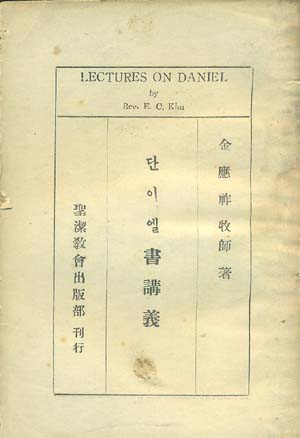 LECTURES ON DANIEL
by
Rev. E. C. Kim
金應祚牧師著
단이엘書講義
聖潔敎會出版部 刊行